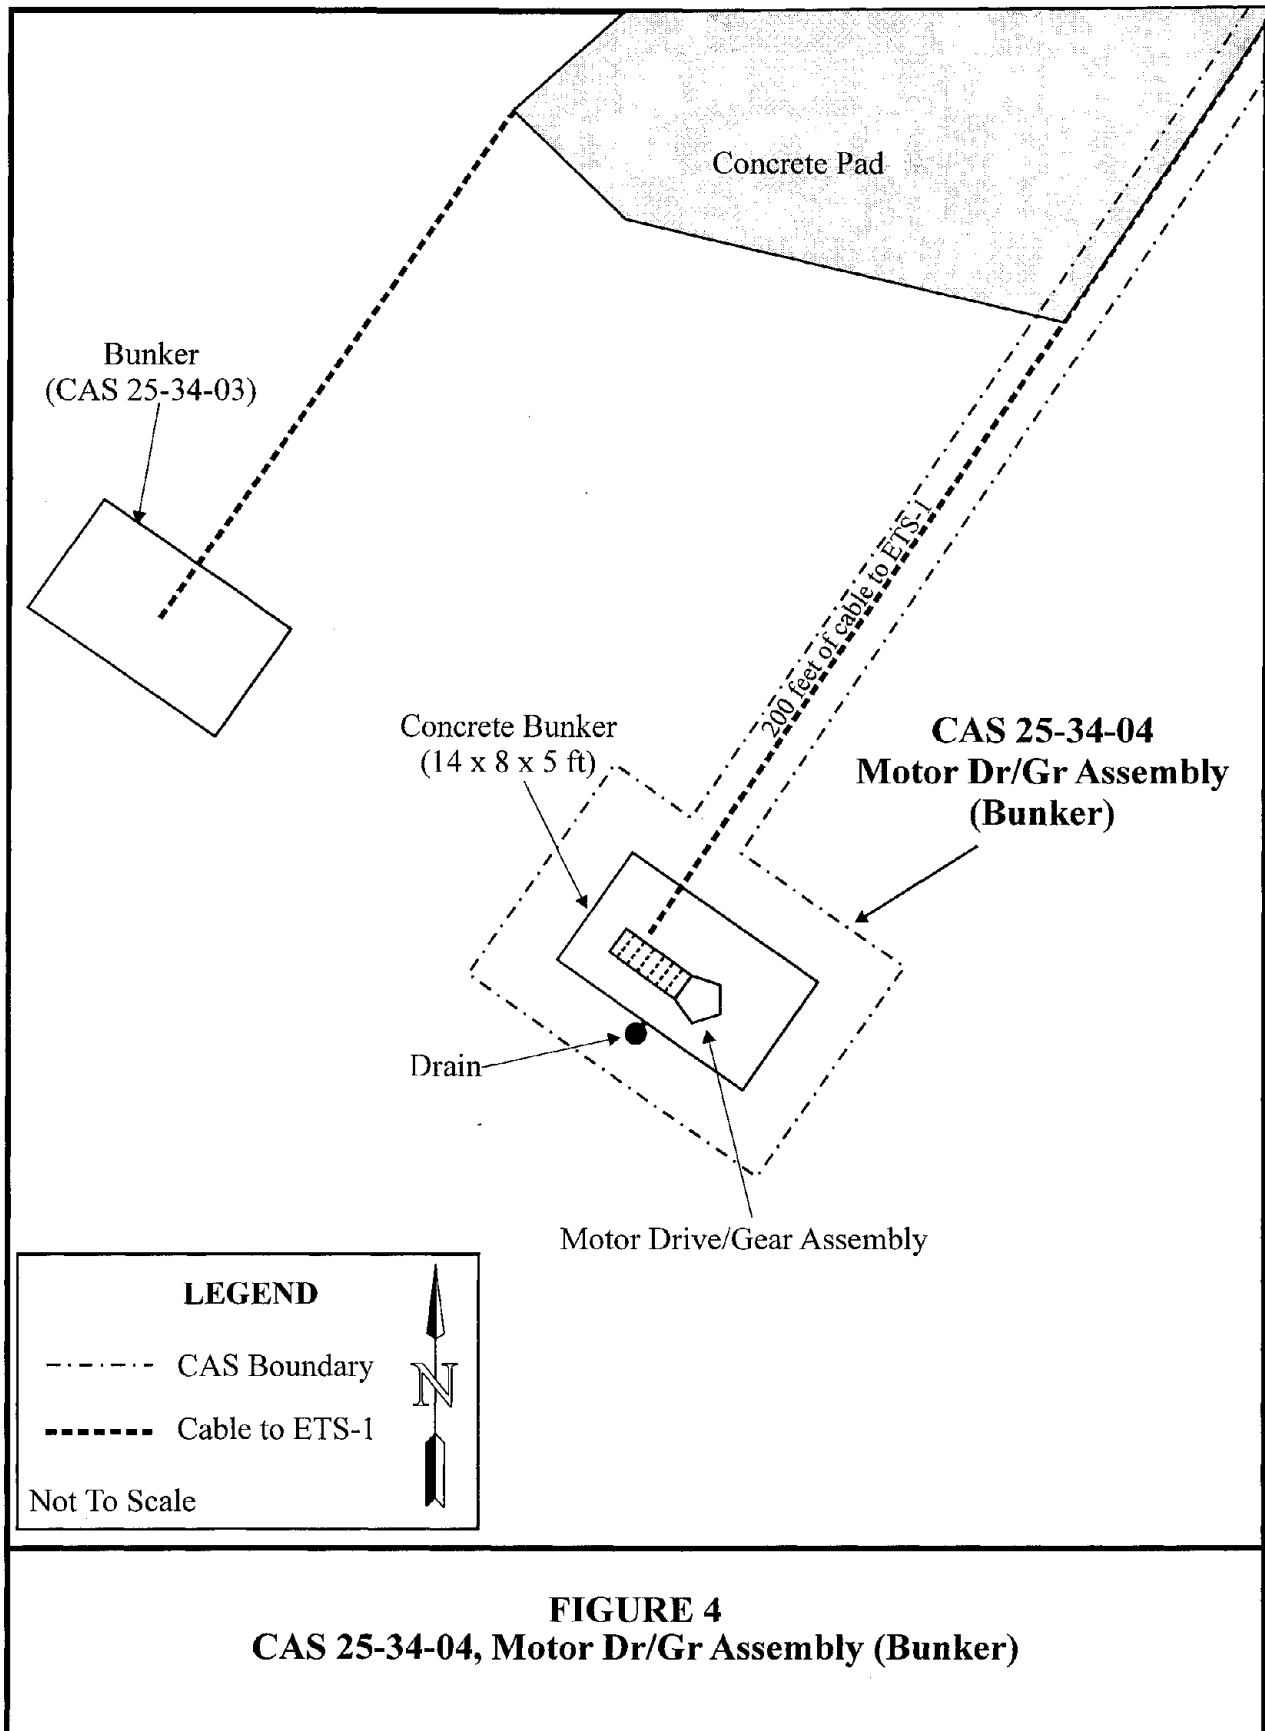 Concrete Pad
Bunker
(CAS 25-34-03)
200 feet of cable to ETS-1
Concrete Bunker
(14 x 8 x 5 ft)
CAS 25-34-04
Motor Dr/Gr Assembly
(Bunker)
Drain
Motor Drive/Gear Assembly
LEGEND
CAS Boundary
N
Cable to ETS-1
Not To Scale
FIGURE 4
CAS 25-34-04, Motor Dr/Gr Assembly (Bunker)